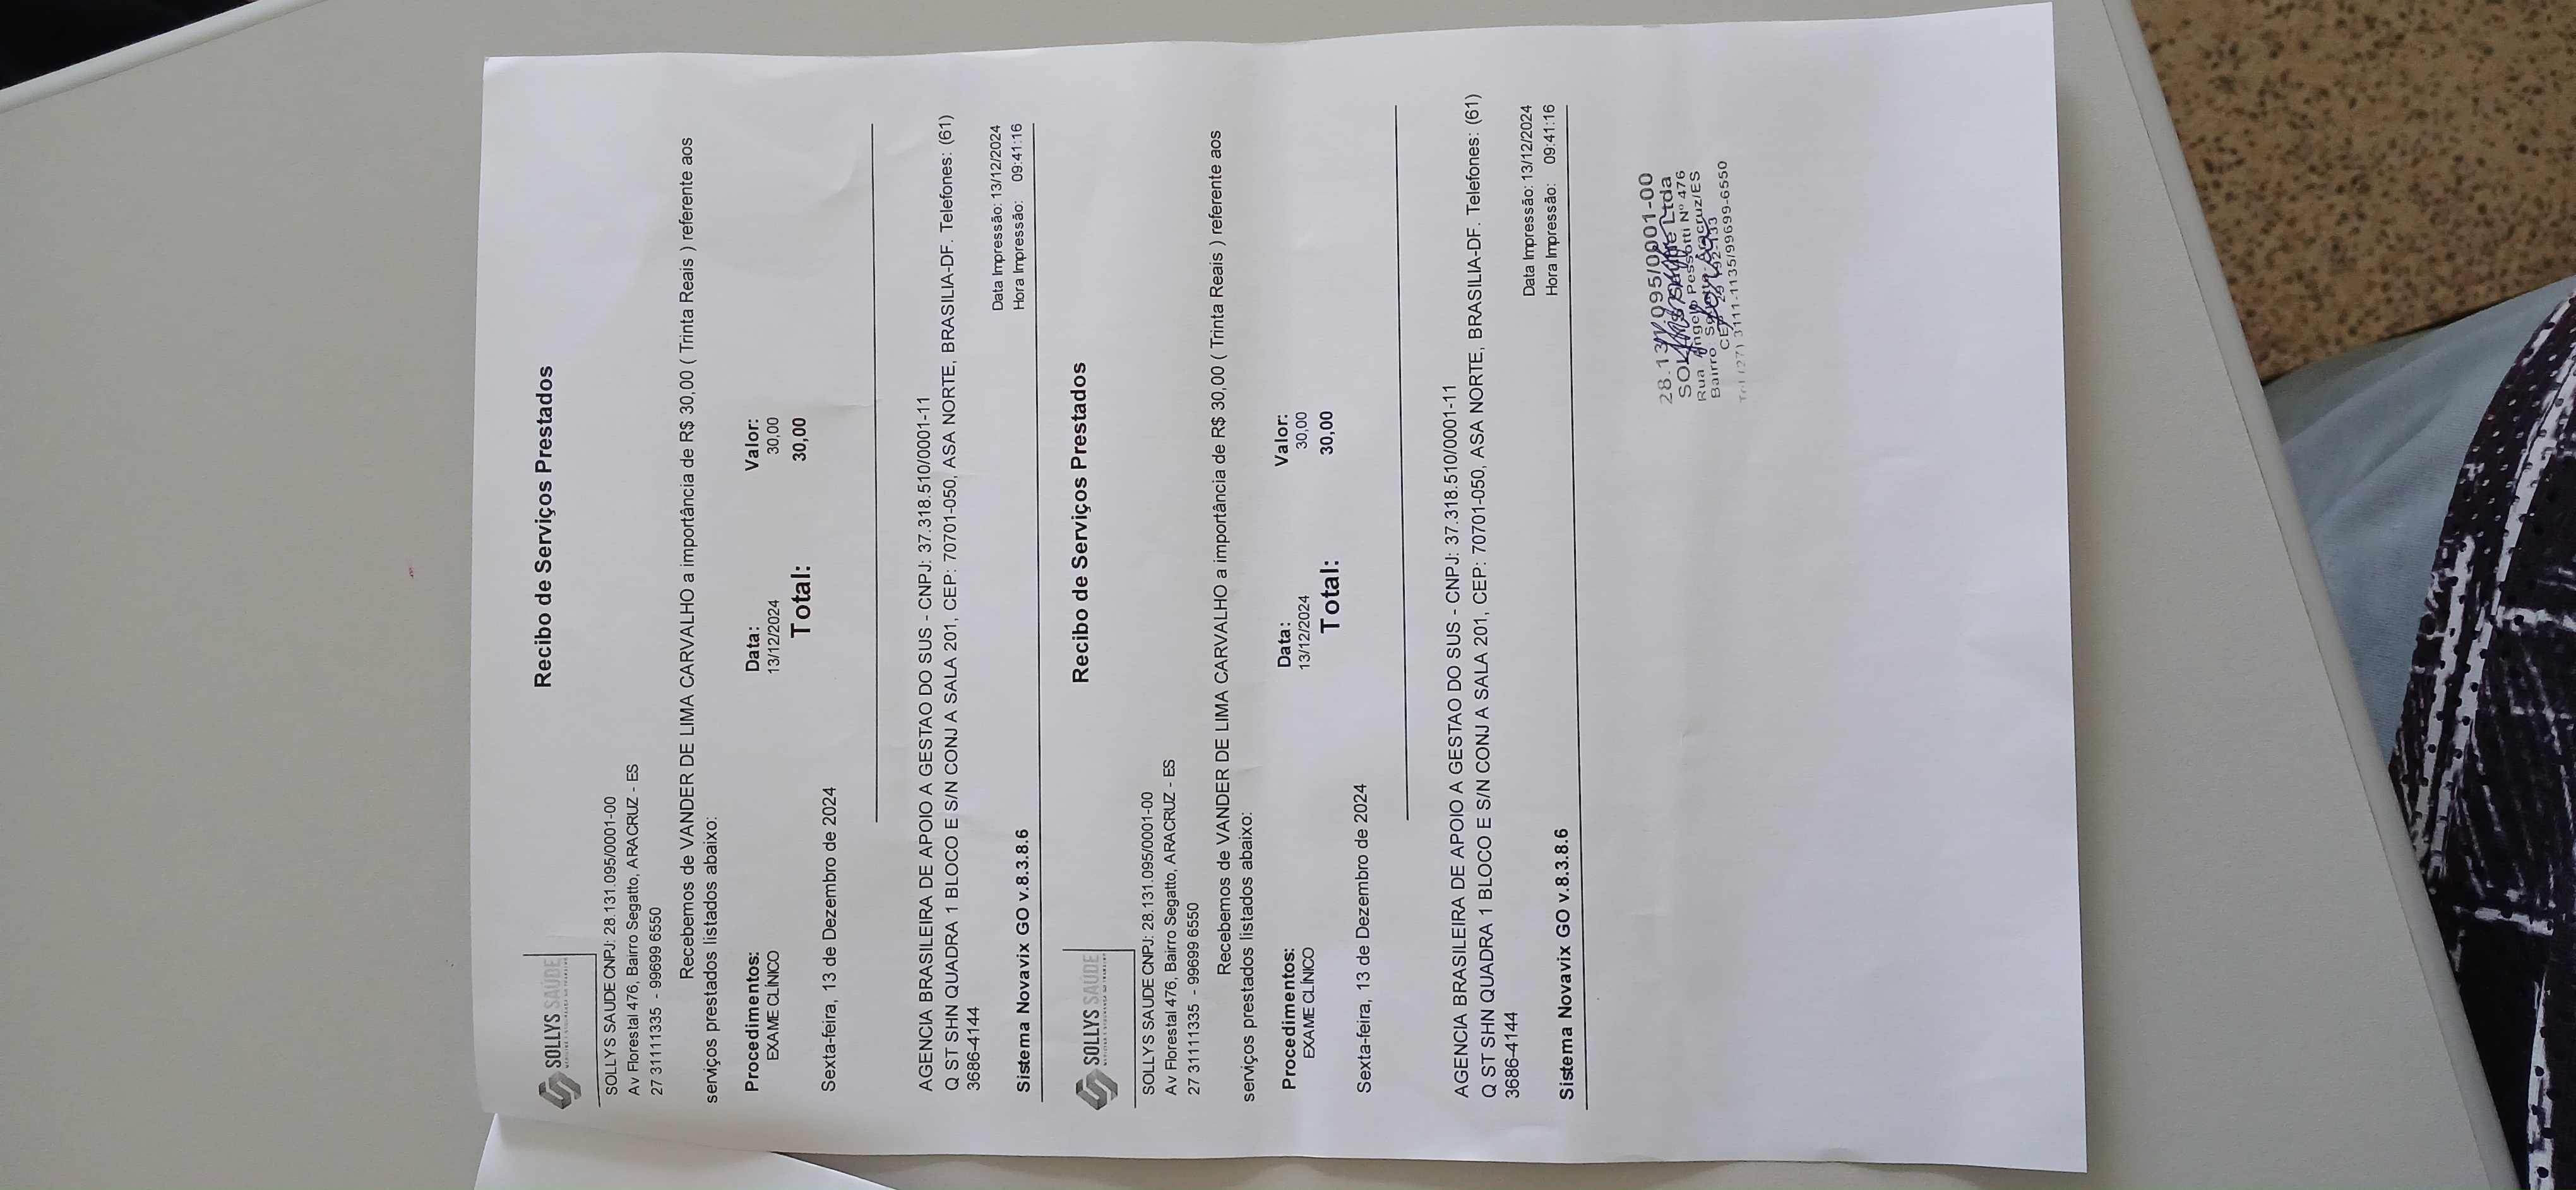 SOLLYS SAÚDE
MEDICINA E SEGURANÇA DO TRABALHO
Recibo de Serviços Prestados
SOLLYS SAUDE CNPJ: 28.131.095/0001-00
Av Florestal 476, Bairro Segatto, ARACRUZ - ES
27 31111335 - 99699 6550
Recebemos de VANDER DE LIMA CARVALHO a importância de R$ 30,00 ( Trinta Reais ) referente aos
serviços prestados listados abaixo:
Procedimentos: Data: Valor:
EXAME CLÍNICO 13/12/2024 30,00
Total: 30,00
Sexta-feira, 13 de Dezembro de 2024
AGENCIA BRASILEIRA DE APOIO A GESTAO DO SUS - CNPJ: 37.318.510/0001-11
Q ST SHN QUADRA 1 BLOCO E S/N CONJ A SALA 201, CEP: 70701-050, ASA NORTE, BRASILIA-DF. Telefones: (61)
3686-4144
Data Impressão: 13/12/2024
Sistema Novavix GO v.8.3.8.6 Hora Impressão: 09:41:16
SOLLYS SAÚDE
MEDICINA E SEGURANÇA DO TRABALHO
Recibo de Serviços Prestados
SOLLYS SAUDE CNPJ: 28.131.095/0001-00
Av Florestal 476, Bairro Segatto, ARACRUZ - ES
27 31111335 - 99699 6550
Recebemos de VANDER DE LIMA CARVALHO a importância de R$ 30,00 ( Trinta Reais ) referente aos
serviços prestados listados abaixo:
Procedimentos: Data: Valor:
EXAME CLÍNICO 13/12/2024 30,00
Total: 30,00
Sexta-feira, 13 de Dezembro de 2024
AGENCIA BRASILEIRA DE APOIO A GESTAO DO SUS - CNPJ: 37.318.510/0001-11
Q ST SHN QUADRA 1 BLOCO E S/N CONJ A SALA 201, CEP: 70701-050, ASA NORTE, BRASILIA-DF. Telefones: (61)
3686-4144
Data Impressão: 13/12/2024
Sistema Novavix GO v.8.3.8.6 Hora Impressão: 09:41:16
28.131.095/0001-00
SOLLYS Saúde Ltda
Rua Angelo Pessotti Nº 476
Bairro Segatto - Aracruz/ES
CEP 29 192-133
Tel (27) 3111-1135/99699-6550